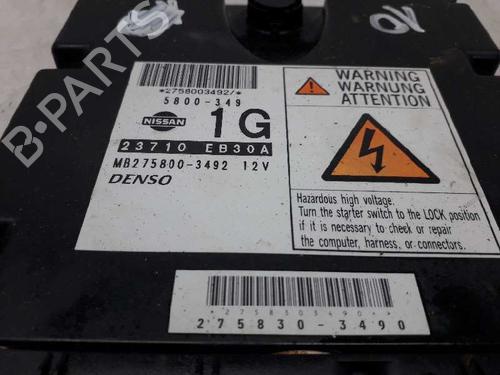 B-PARTS
OV
*2758003492/*
5800-349
NISSAN
1G
23710 EB30A
MB275800-3492 12V
DENSO
WARNING
WARNUNG
ATTENTION
Hazardous high voltage.
Turn the starter switch to the LOCK position
if it is necessary to check or repair
the computer, harness, or connectors.
*2758303490*
275830-3490